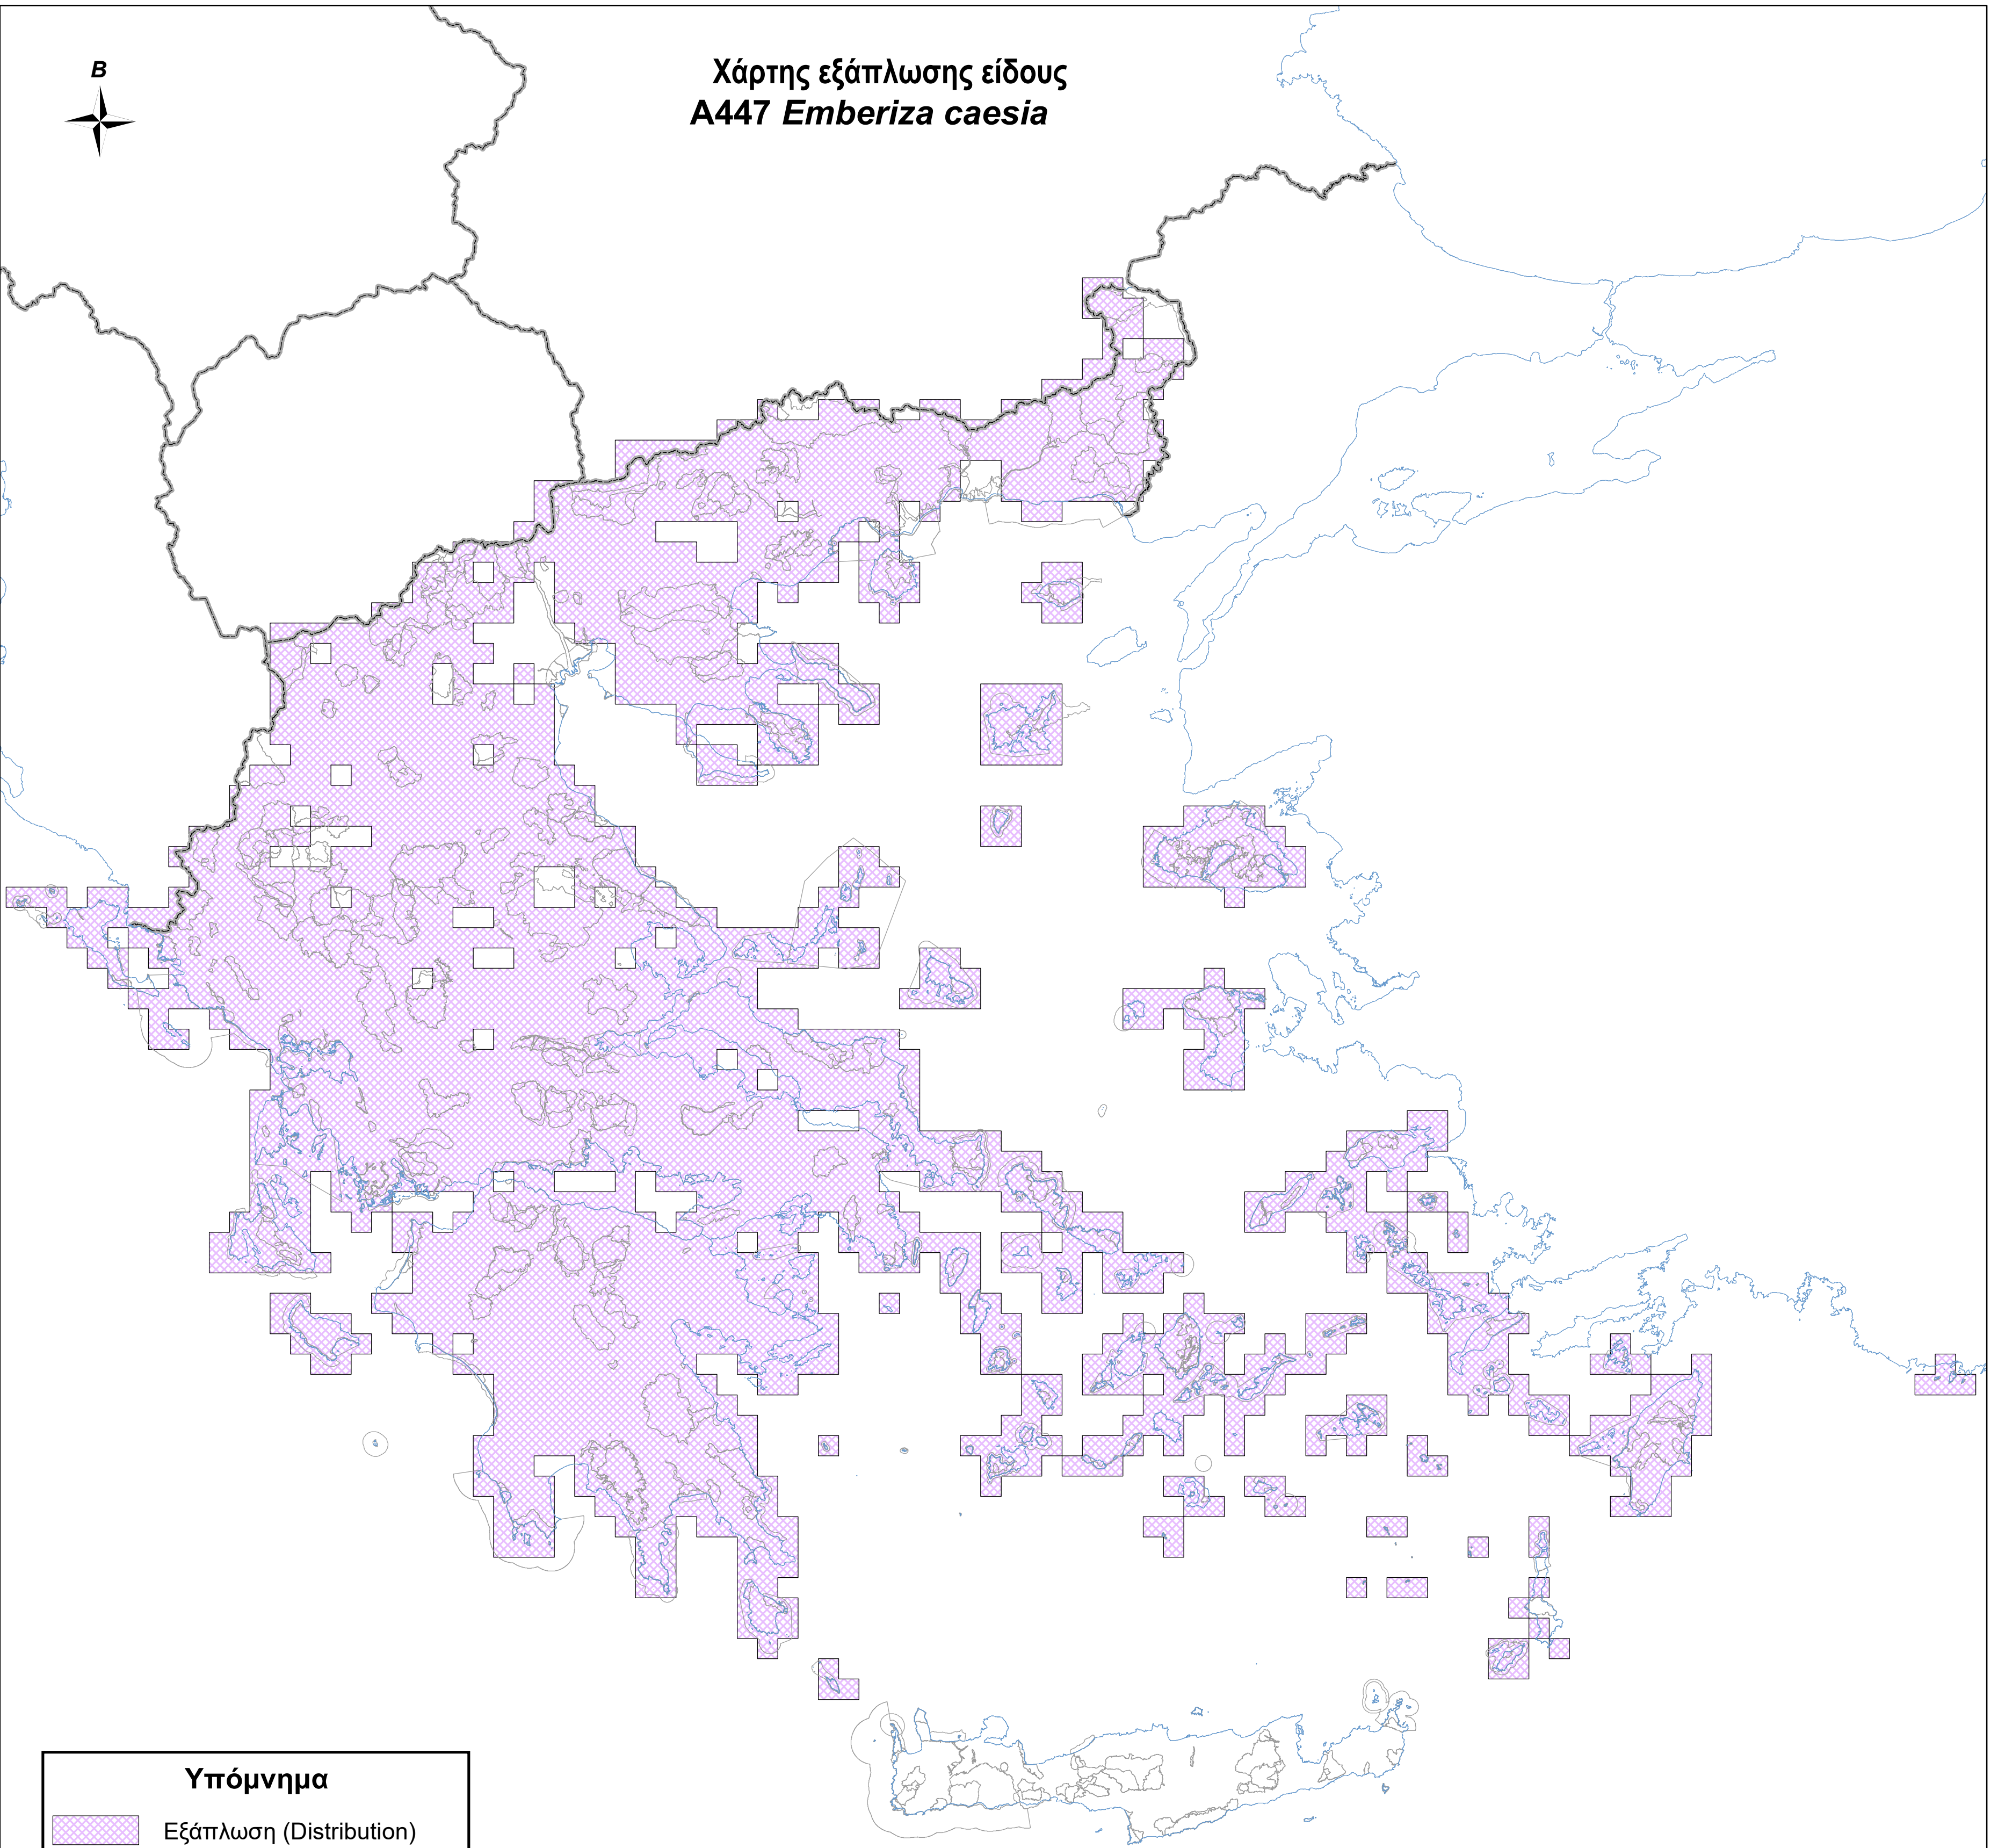 Β
Χάρτης εξάπλωσης είδους
A447 Emberiza caesia
Υπόμνημα
Εξάπλωση (Distribution)